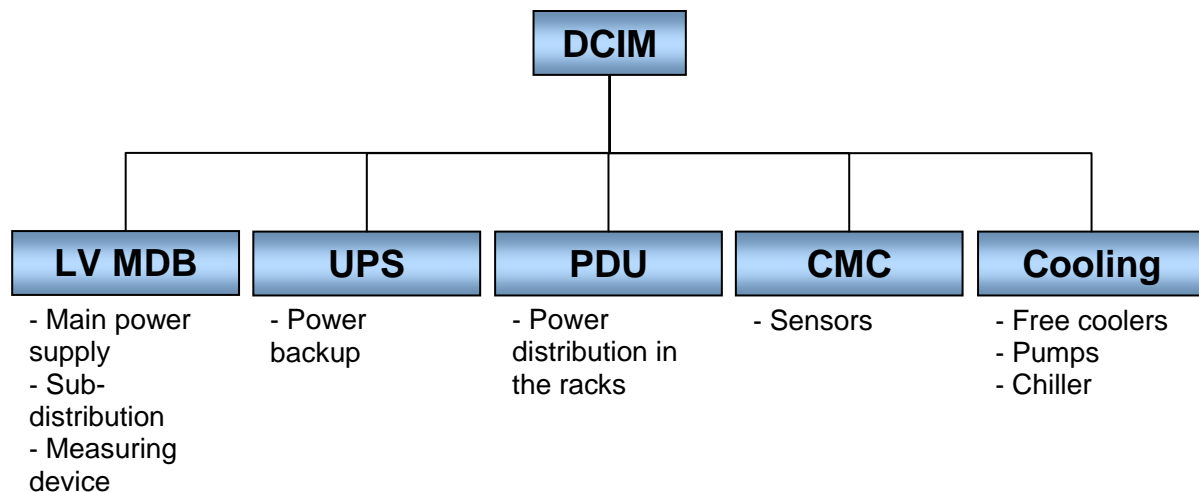 DCIM
LV MDB
- Main power
supply
- Sub-
distribution
- Measuring
device
UPS
- Power
backup
PDU
- Power
distribution in
the racks
CMC
- Sensors
Cooling
- Free coolers
- Pumps
- Chiller